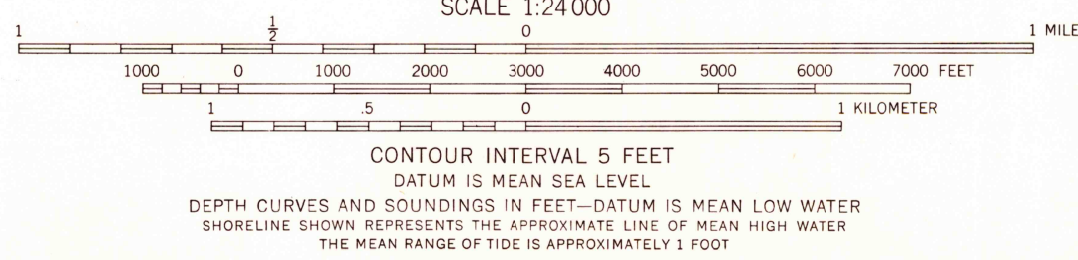 SCALE 1:24 000
1 1/2 0 1 MILE
1000 0 1000 2000 3000 4000 5000 6000 7000 FEET
1 .5 0 1 KILOMETER
CONTOUR INTERVAL 5 FEET
DATUM IS MEAN SEA LEVEL
DEPTH CURVES AND SOUNDINGS IN FEET—DATUM IS MEAN LOW WATER
SHORELINE SHOWN REPRESENTS THE APPROXIMATE LINE OF MEAN HIGH WATER
THE MEAN RANGE OF TIDE IS APPROXIMATELY 1 FOOT